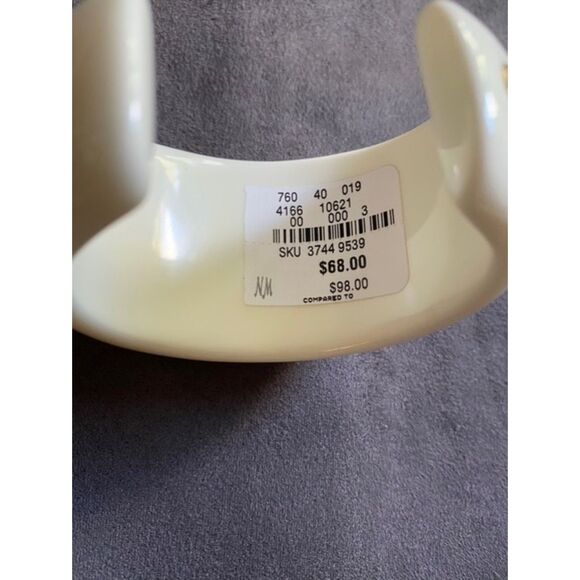 760 40 019
4166 10621
00 000 3
SKU 3744 9539
$68.00
NM $98.00
COMPARED TO